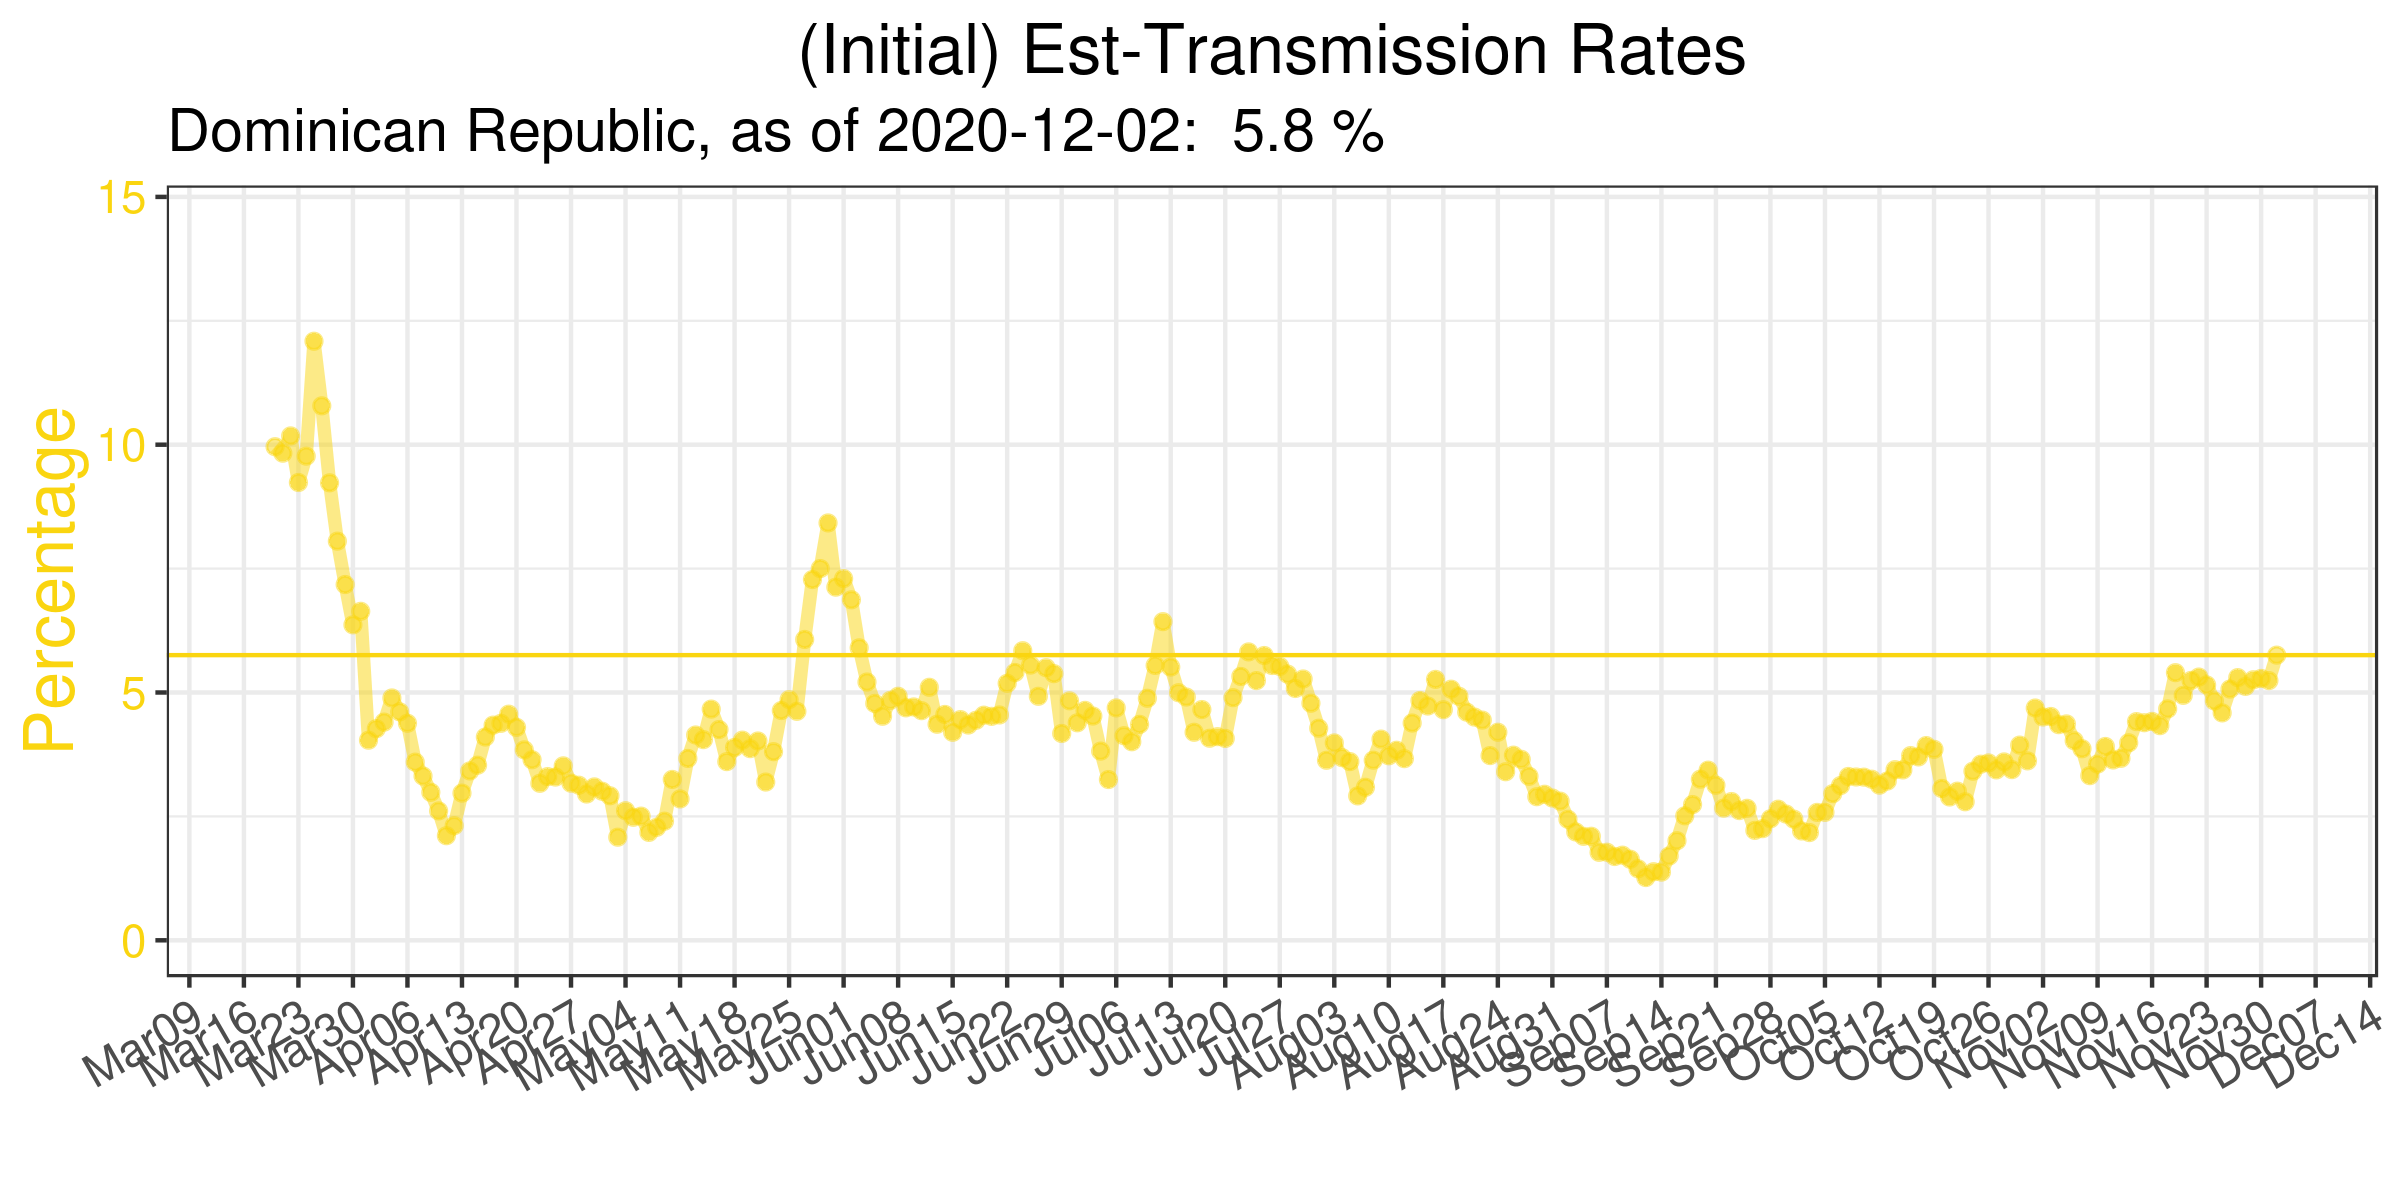 (Initial) Est-Transmission Rates
Dominican Republic, as of 2020-12-02:  5.8 %
Percentage
15
10
5
0
Mar09
Mar16
Mar23
Mar30
Apr06
Apr13
Apr20
Apr27
May04
May11
May18
May25
Jun01
Jun08
Jun15
Jun22
Jun29
Jul06
Jul13
Jul20
Jul27
Aug03
Aug10
Aug17
Aug24
Aug31
Sep07
Sep14
Sep21
Sep28
Oct05
Oct12
Oct19
Oct26
Nov02
Nov09
Nov16
Nov23
Nov30
Dec07
Dec14